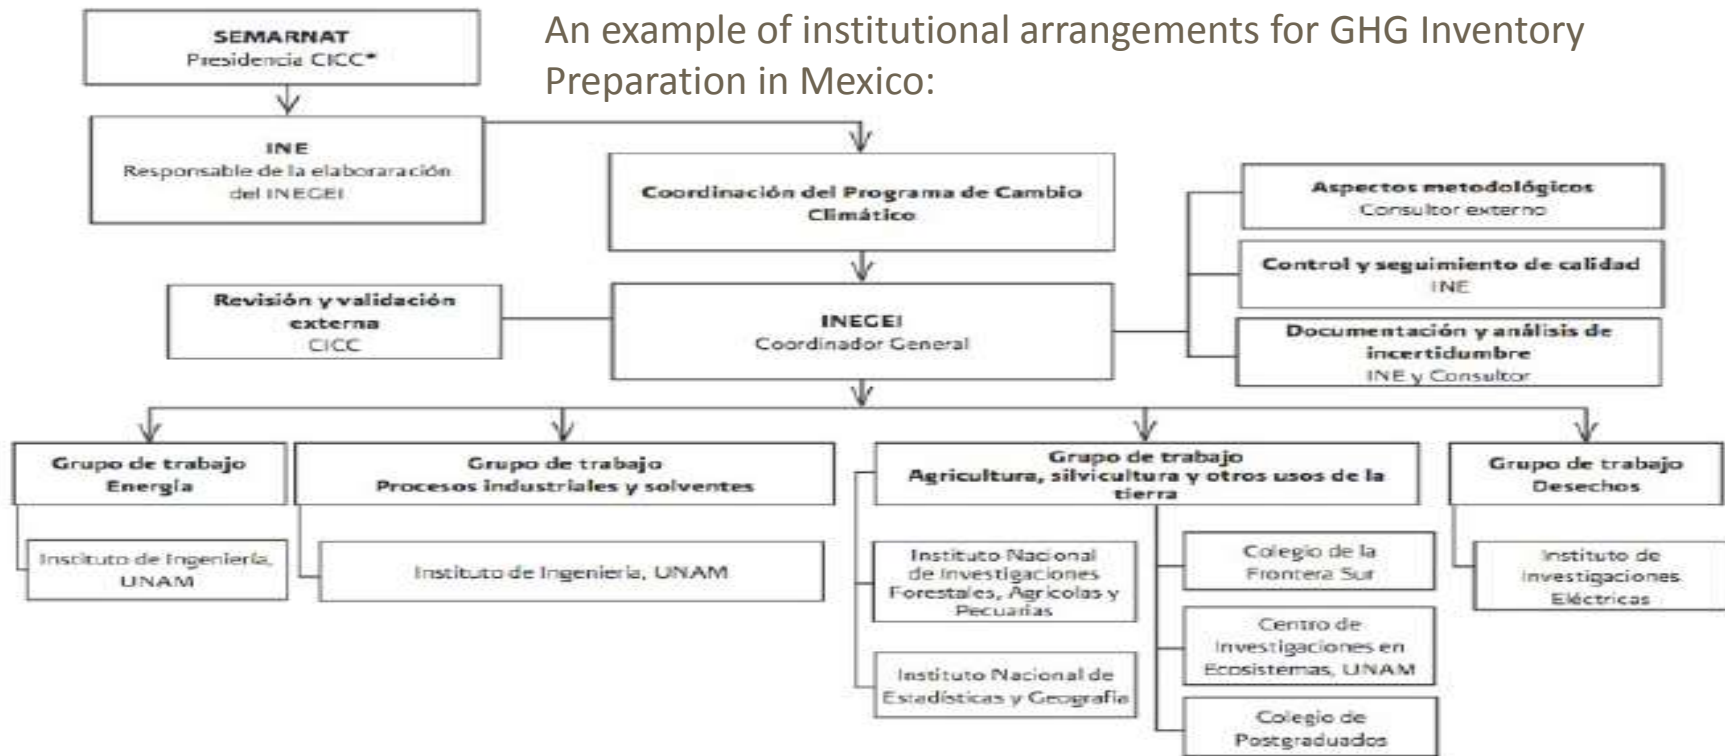 An example of institutional arrangements for GHG Inventory
Preparation in Mexico:
SEMARNAT
Presidencia CICC*
INE
Responsable de la elaboraración
del INEGEI
Coordinación del Programa de Cambio
Climático
Aspectos metodológicos
Consultor externo
Control y seguimiento de calidad
INE
Documentación y análisis de
incertidumbre
INE y Consultor
Revisión y validación
externa
CICC
INEGEI
Coordinador General
Grupo de trabajo
Energía
Instituto de Ingeniería,
UNAM
Grupo de trabajo
Procesos industriales y solventes
Instituto de Ingeniería, UNAM
Grupo de trabajo
Agricultura, silvicultura y otros usos de la
tierra
Instituto Nacional
de Investigaciones
Forestales, Agrícolas y
Pecuarias
Instituto Nacional de
Estadísticas y Geografía
Colegio de la
Frontera Sur
Centro de
Investigaciones en
Ecosistemas, UNAM
Colegio de
Postgraduados
Grupo de trabajo
Desechos
Instituto de
Investigaciones
Eléctricas